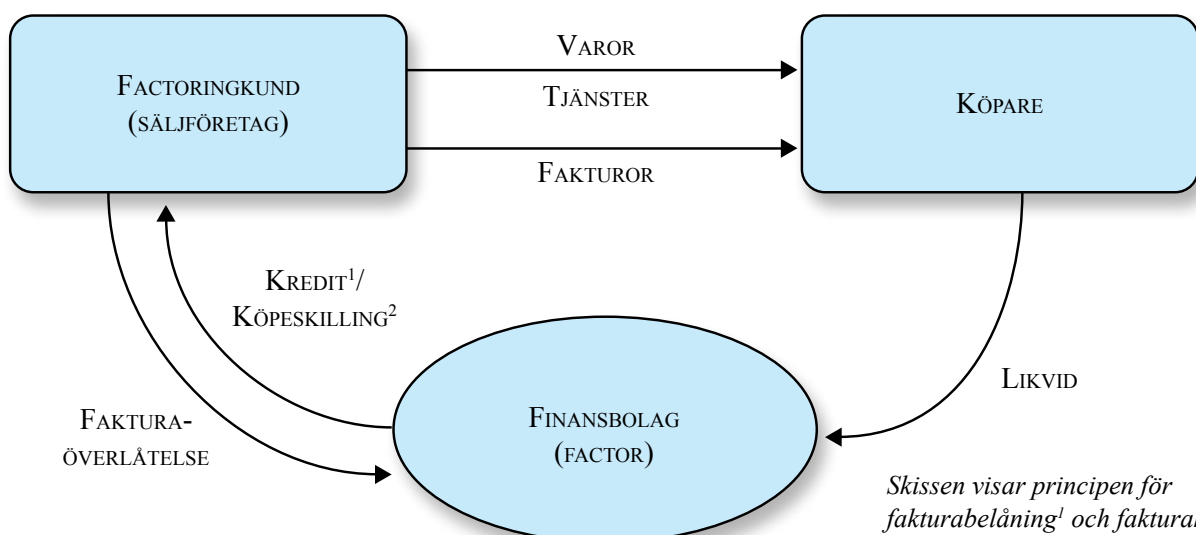 Factoringkund
(säljföretag)
Varor
Tjänster
Fakturor
Köpare
Kredit¹/
Köpeskilling²
Faktura-
överlåtelse
Finansbolag
(factor)
Likvid
Skissen visar principen för
fakturabelåning¹ och